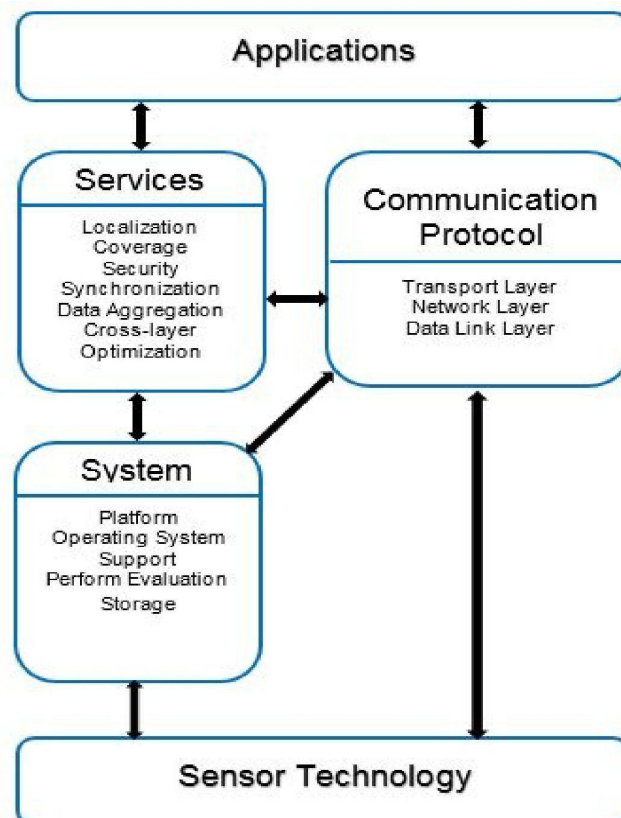 Applications
Services
Localization
Coverage
Security
Synchronization
Data Aggregation
Cross-layer
Optimization
Communication
Protocol
Transport Layer
Network Layer
Data Link Layer
System
Platform
Operating System
Support
Perform Evaluation
Storage
Sensor Technology